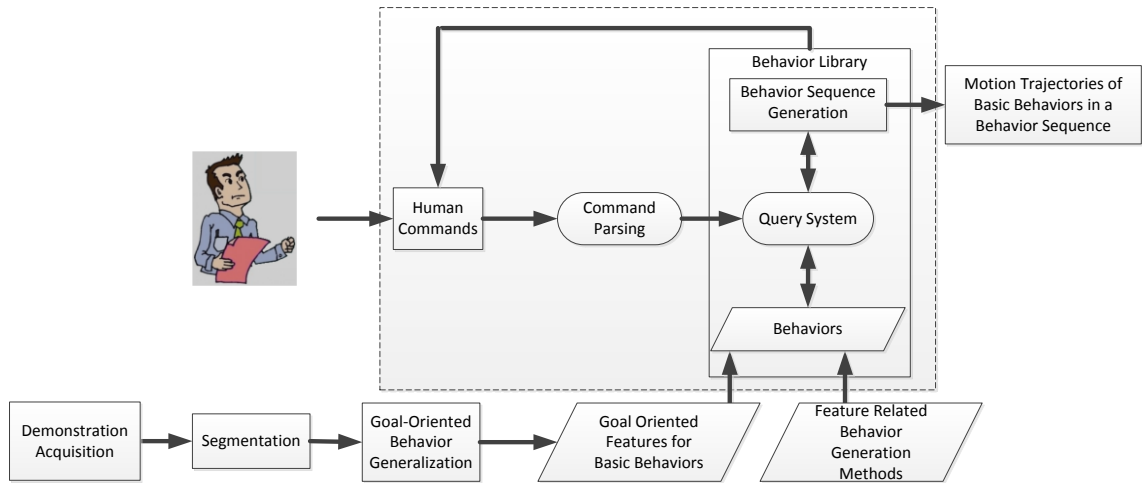 Behavior Library
Behavior Sequence
Generation
Motion Trajectories of
Basic Behaviors in a
Behavior Sequence
Human
Commands
Command
Parsing
Query System
Behaviors
Demonstration
Acquisition
Segmentation
Goal-Oriented
Behavior
Generalization
Goal Oriented
Features for
Basic Behaviors
Feature Related
Behavior
Generation
Methods